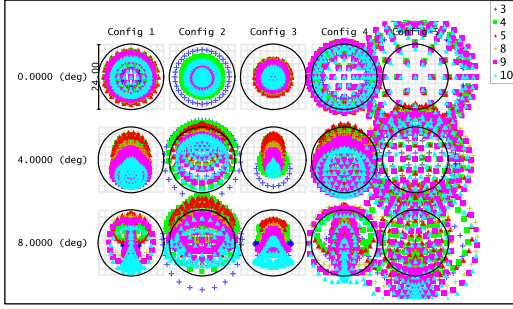 Config 1 Config 2 Config 3 Config 4 Config 5
3
4
5
8
9
10
0.0000 (deg)
24.00
4.0000 (deg)
8.0000 (deg)